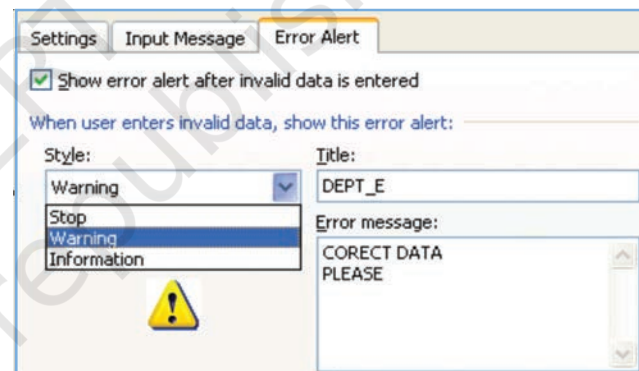 Settings Input Message Error Alert
Show error alert after invalid data is entered
When user enters invalid data, show this error alert:
Style: Title:
Warning DEPT_E
Stop
Warning
Information
Error message:
CORECT DATA
PLEASE